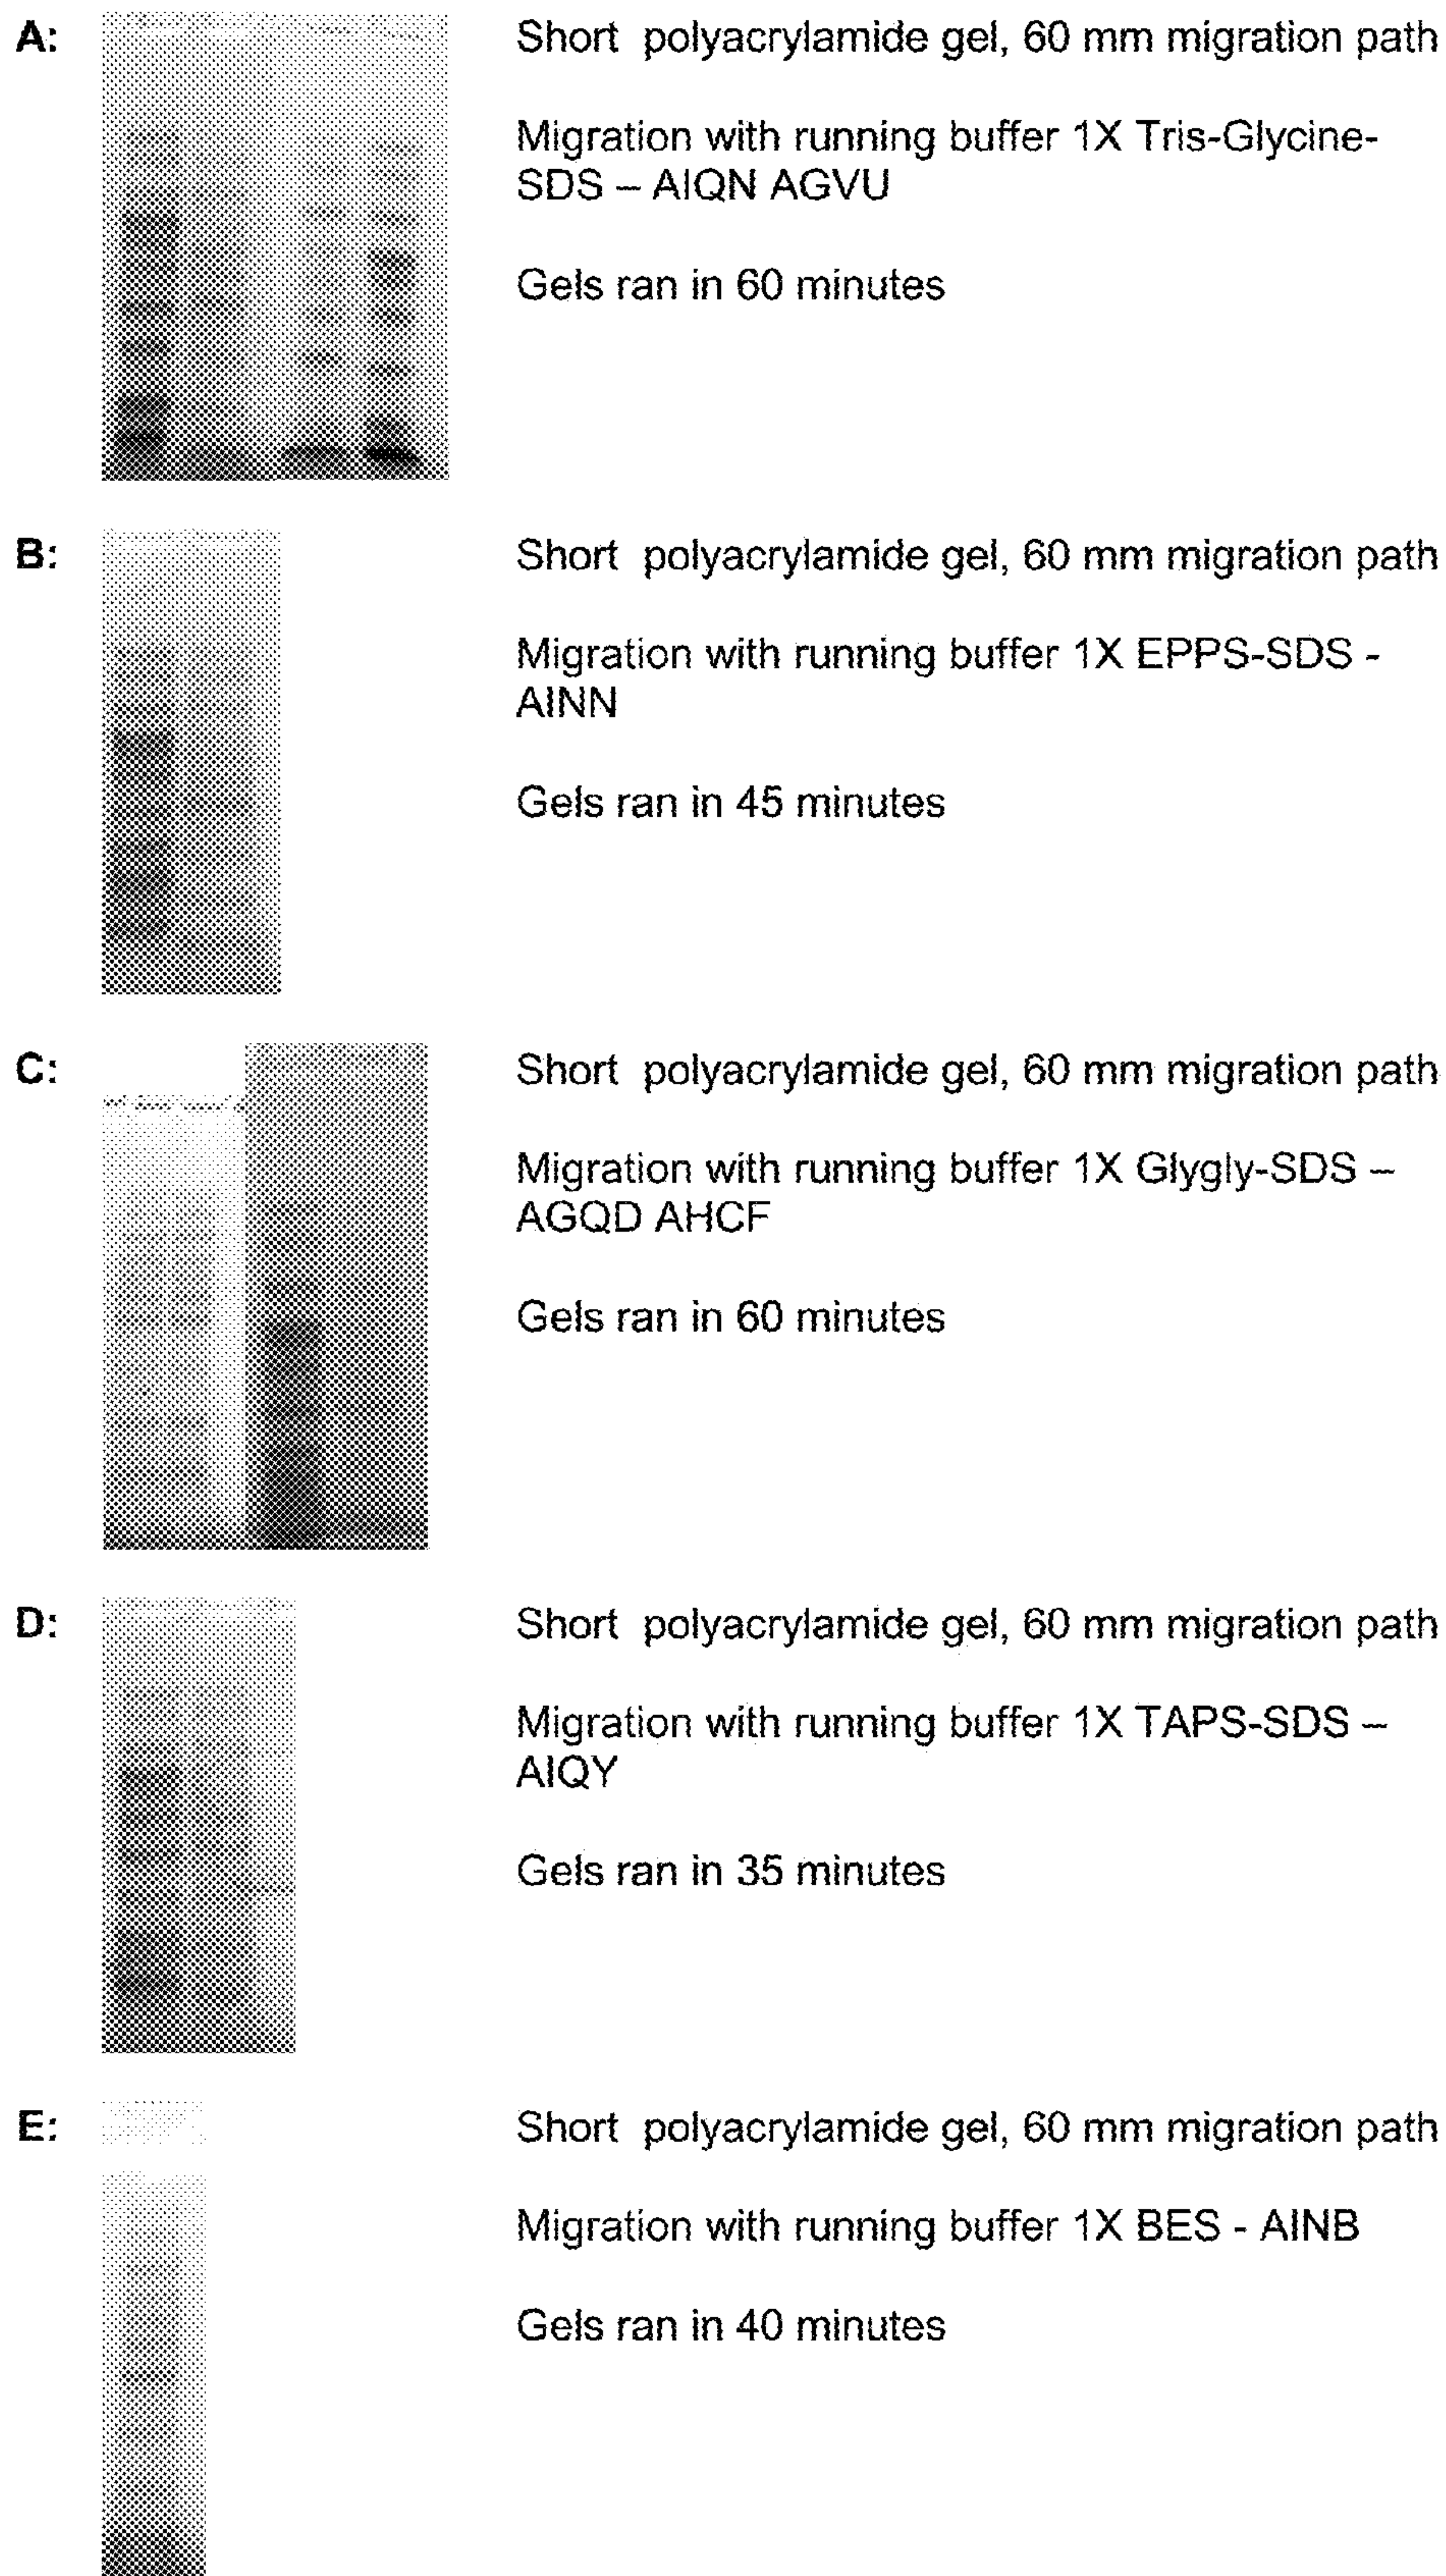 A:
Short polyacrylamide gel, 60 mm migration path
Migration with running buffer 1X Tris-Glycine-
SDS – AIQN AGVU
Gels ran in 60 minutes
B:
Short polyacrylamide gel, 60 mm migration path
Migration with running buffer 1X EPPS-SDS -
AINN
Gels ran in 45 minutes
C:
Short polyacrylamide gel, 60 mm migration path
Migration with running buffer 1X Glygly-SDS –
AGQD AHCF
Gels ran in 60 minutes
D:
Short polyacrylamide gel, 60 mm migration path
Migration with running buffer 1X TAPS-SDS –
AIQY
Gels ran in 35 minutes
E:
Short polyacrylamide gel, 60 mm migration path
Migration with running buffer 1X BES - AINB
Gels ran in 40 minutes